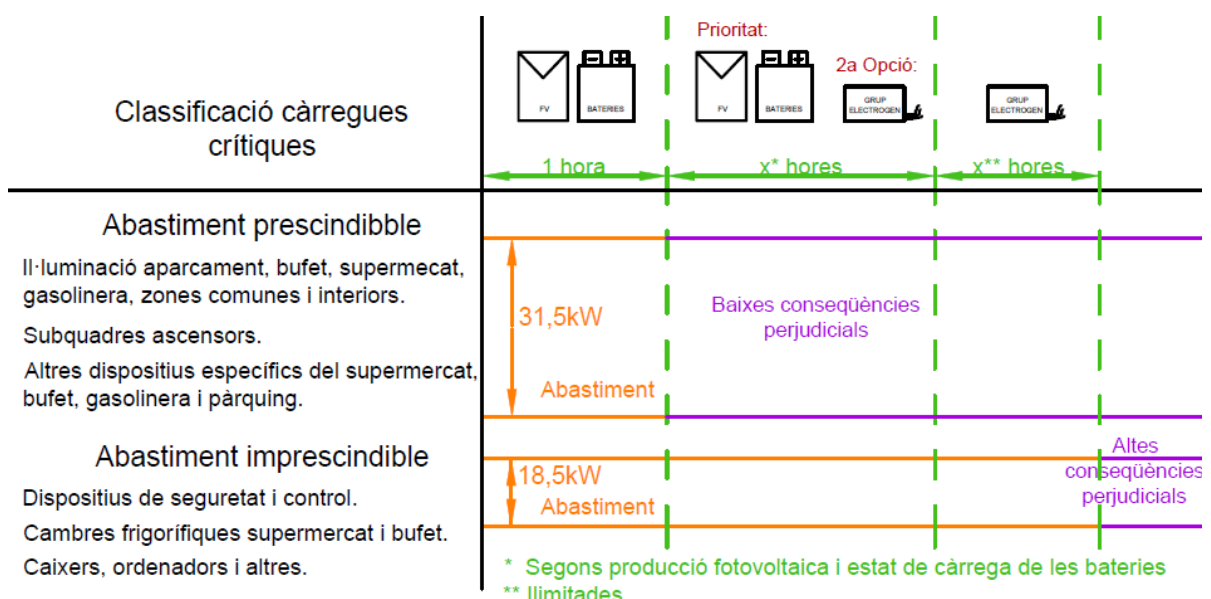 Prioritat:
2a Opció:
FV
BATERIES
FV
BATERIES
GRUP
ELECTROGEN
GRUP
ELECTROGEN
Classificació càrregues
crítiques
1 hora
x* hores
x** hores
Abastiment prescindibble
Il·luminació aparcament, bufet, supermecat,
gasolinera, zones comunes i interiors.
Subquadres ascensors.
Altres dispositius específics del supermercat,
bufet, gasolinera i pàrquing.
31,5kW
Abastiment
Baixes conseqüències
perjudicials
Abastiment imprescindible
Dispositius de seguretat i control.
Cambres frigorífiques supermercat i bufet.
Caixers, ordenadors i altres.
18,5kW
Abastiment
Altes
conseqüències
perjudicials
* Segons producció fotovoltaica i estat de càrrega de les bateries
** Ilimitades